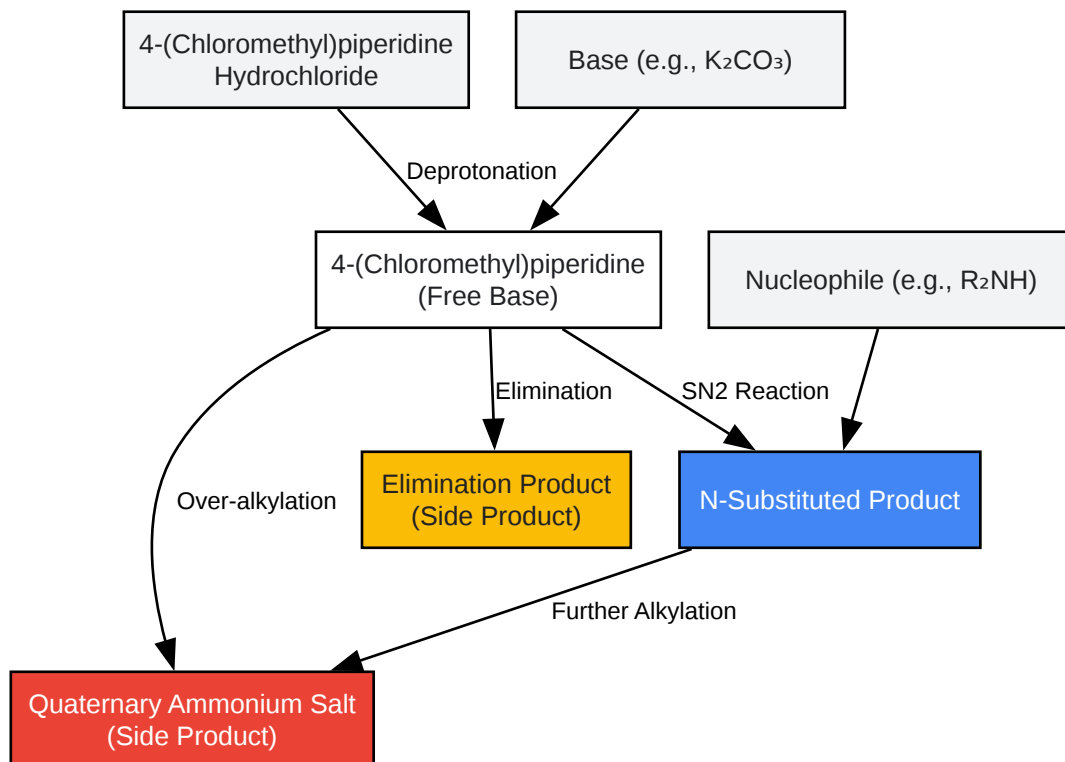 4-(Chloromethyl)piperidine
Hydrochloride
Base (e.g., K₂CO₃)
Deprotonation
4-(Chloromethyl)piperidine
(Free Base)
Nucleophile (e.g., R₂NH)
Elimination
SN2 Reaction
Over-alkylation
Elimination Product
(Side Product)
N-Substituted Product
Further Alkylation
Quaternary Ammonium Salt
(Side Product)